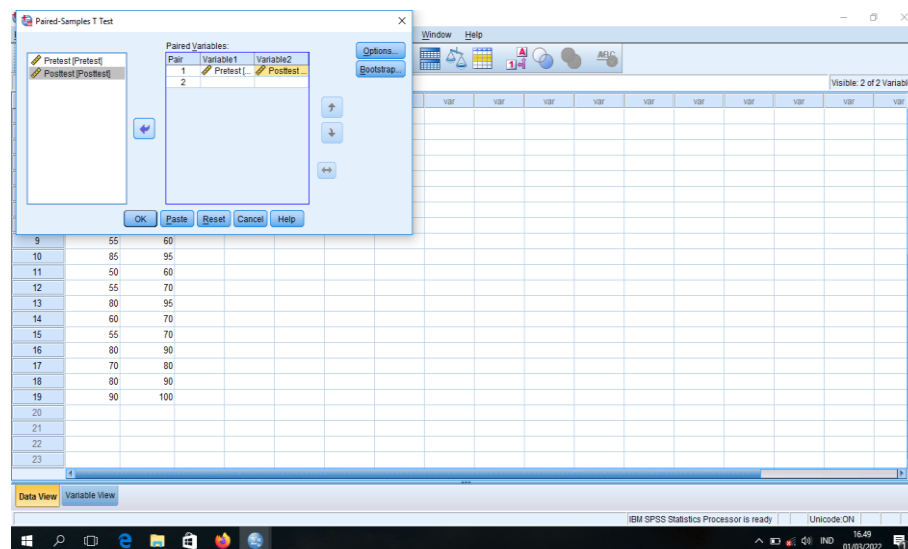 Paired-Samples T Test
Window Help
Paired Variables:
Pretest [Pretest]
Posttest [Posttest]
Pair Variable1 Variable2
1 Pretest [... Posttest ...
2
Options...
Bootstrap...
OK Paste Reset Cancel Help
Visible: 2 of 2 Variabl
var var var var var var var var var var
9 55 60
10 85 95
11 50 60
12 55 70
13 80 95
14 60 70
15 55 70
16 80 90
17 70 80
18 80 90
19 90 100
20
21
22
23
Data View Variable View
IBM SPSS Statistics Processor is ready Unicode:ON
IND
16.49
01/03/2022